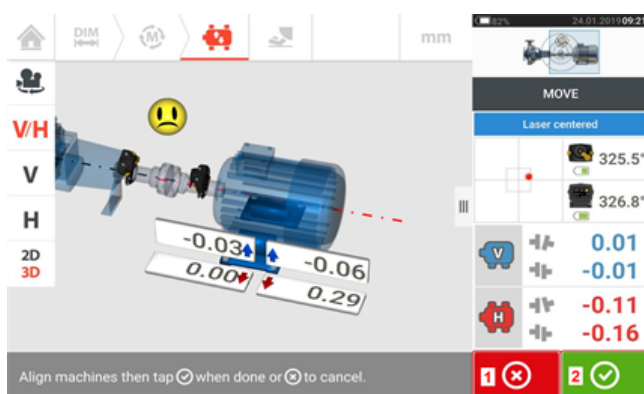 DIM
M
mm
82%
24.01.2019 09:21
MOVE
Laser centered
325.5°
326.8°
V/H
V
H
2D
3D
-0.03
-0.06
0.00
0.29
V
0.01
-0.01
H
-0.11
-0.16
Align machines then tap when done or to cancel.
1
2